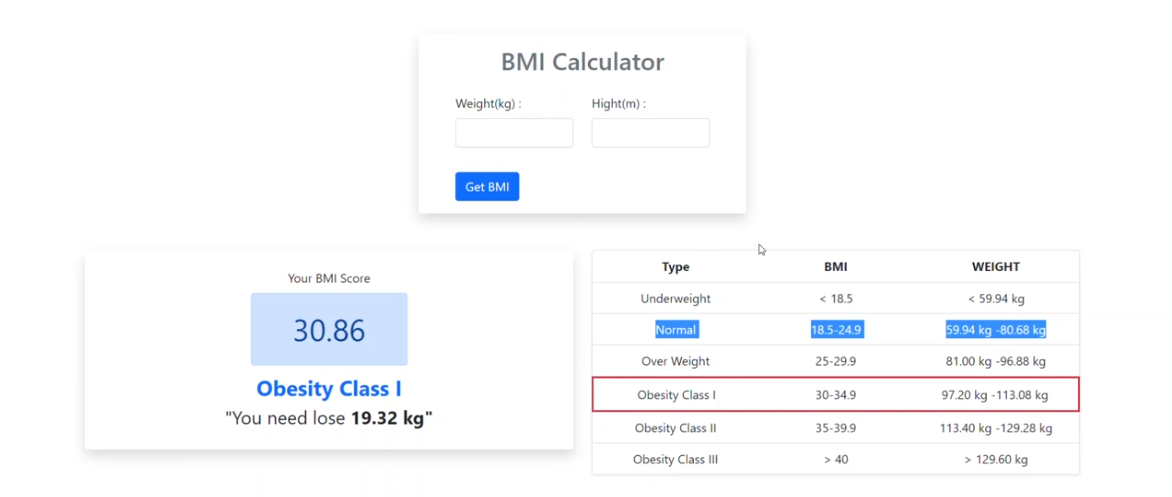 BMI Calculator
Weight(kg) : Hight(m) :
Get BMI
Your BMI Score
30.86
Obesity Class I
"You need lose 19.32 kg"
Type BMI WEIGHT
Underweight < 18.5 < 59.94 kg
Normal 18.5-24.9 59.94 kg -80.68 kg
Over Weight 25-29.9 81.00 kg -96.88 kg
Obesity Class I 30-34.9 97.20 kg -113.08 kg
Obesity Class II 35-39.9 113.40 kg -129.28 kg
Obesity Class III > 40 > 129.60 kg